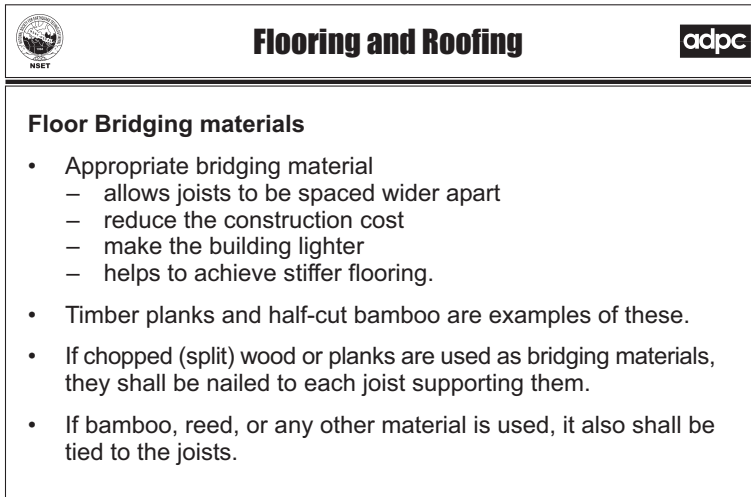 Flooring and Roofing
NSET
adpc
Floor Bridging materials
• Appropriate bridging material
– allows joists to be spaced wider apart
– reduce the construction cost
– make the building lighter
– helps to achieve stiffer flooring.
• Timber planks and half-cut bamboo are examples of these.
• If chopped (split) wood or planks are used as bridging materials,
they shall be nailed to each joist supporting them.
• If bamboo, reed, or any other material is used, it also shall be
tied to the joists.